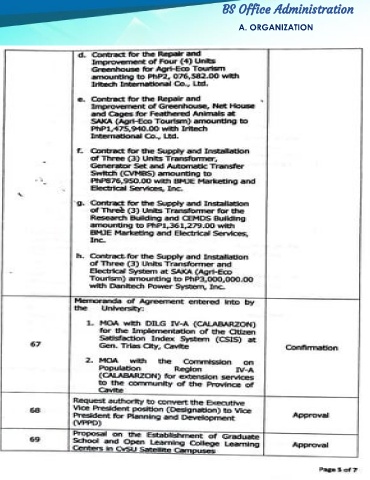 BS Office Administration
A. ORGANIZATION
d. Contract for the Repair and
Improvement of Four (4) Units
Greenhouse for Agri-Eco Tourism
amounting to PhP2, 076,582.00 with
Iritech International Co., Ltd.
e. Contract for the Repair and
Improvement of Greenhouse, Net House
and Cages for Feathered Animals at
SAKA (Agri-Eco Tourism) amounting to
PhP1,475,940.00 with Iritech
International Co., Ltd.
f. Contract for the Supply and Installation
of Three (3) Units Transformer,
Generator Set and Automatic Transfer
Switch (CVMBS) amounting to
PhP876,950.00 with BMJE Marketing and
Electrical Services, Inc.
g. Contract for the Supply and Installation
of Three (3) Units Transformer for the
Research Building and CEMDS Building
amounting to PhP1,361,279.00 with
BMJE Marketing and Electrical Services,
Inc.
h. Contract for the Supply and Installation
of Three (3) Units Transformer and
Electrical System at SAKA (Agri-Eco
Tourism) amounting to PhP3,000,000.00
with Danitech Power System, Inc.
67
Memoranda of Agreement entered into by
the University:
1. MOA with DILG IV-A (CALABARZON)
for the Implementation of the Citizen
Satisfaction Index System (CSIS) at
Gen. Trias City, Cavite
2. MOA with the Commission on
Population Region IV-A
(CALABARZON) for extension services
to the community of the Province of
Cavite
Confirmation
68
Request authority to convert the Executive
Vice President position (Designation) to Vice
President for Planning and Development
(VPPD)
Approval
69
Proposal on the Establishment of Graduate
School and Open Learning College Learning
Centers in CvSU Satellite Campuses
Approval
Page 5 of 7